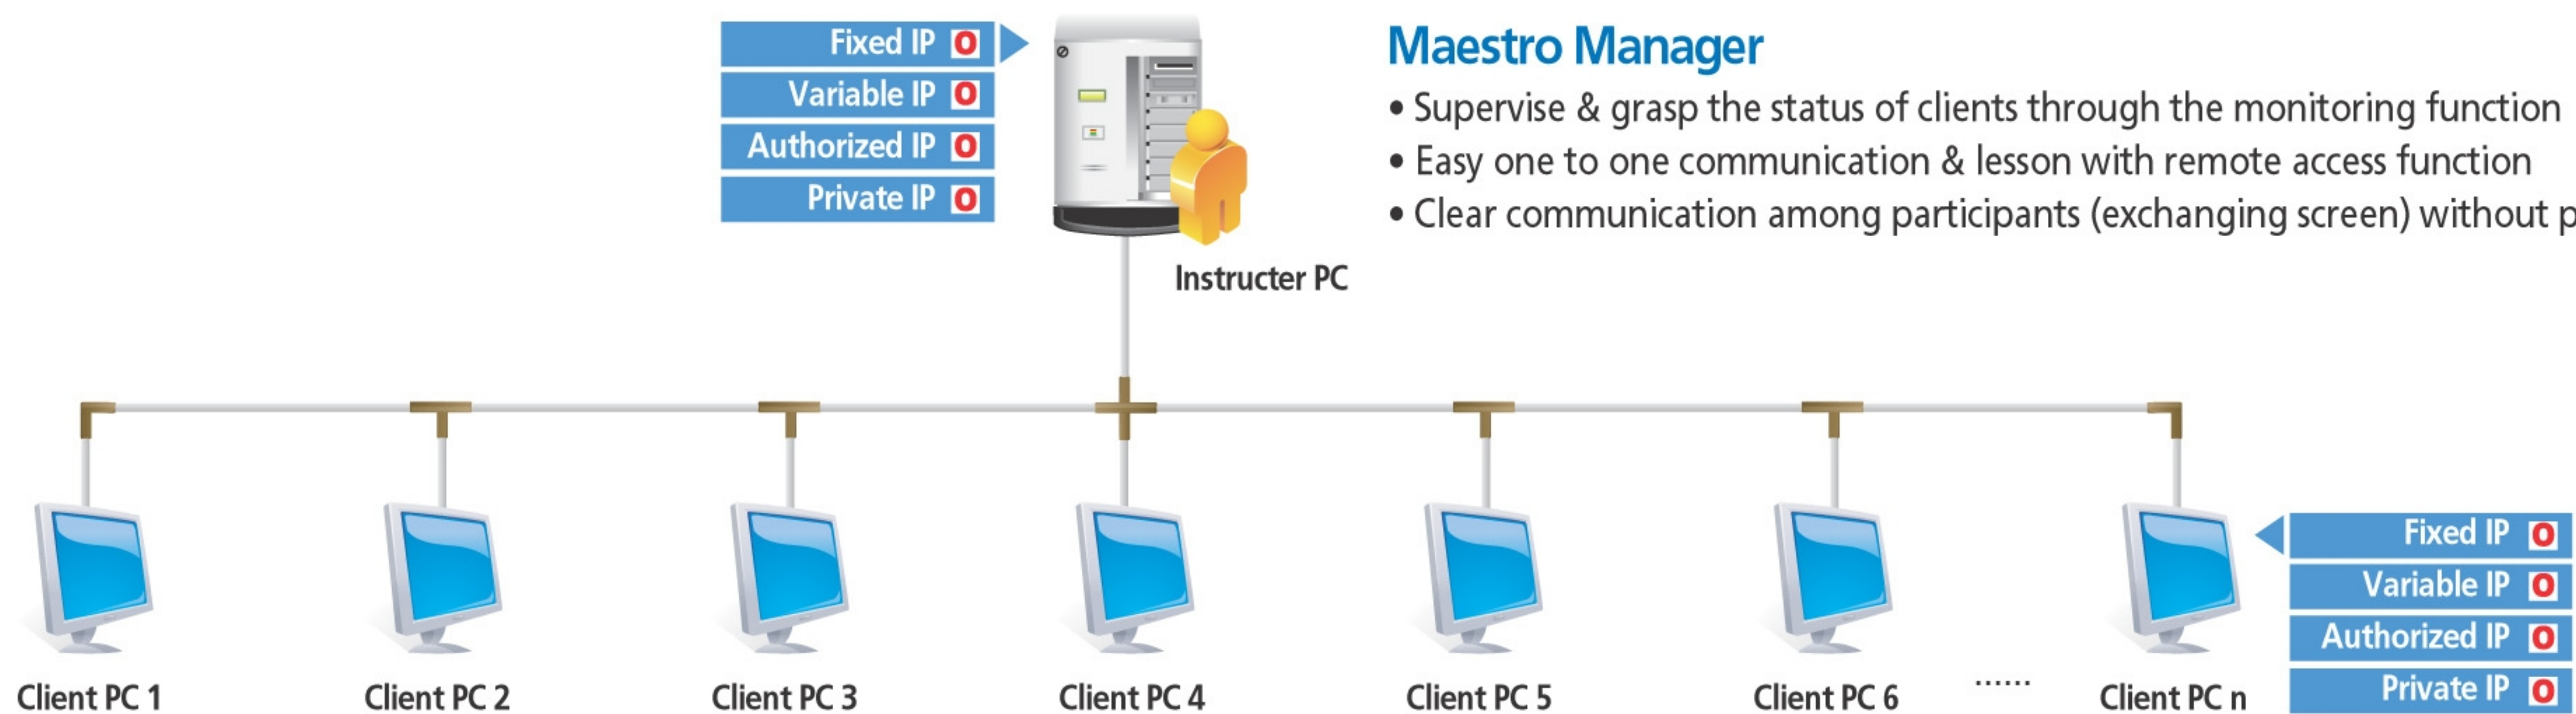 Fixed IP O
Variable IP O
Authorized IP O
Private IP O
Maestro Manager
• Supervise & grasp the status of clients through the monitoring function
• Easy one to one communication & lesson with remote access function
• Clear communication among participants (exchanging screen) without
Instructer PC
Fixed IP O
Variable IP O
Authorized IP O
Private IP O
Client PC 1
Client PC 2
Client PC 3
Client PC 4
Client PC 5
Client PC 6
......
Client PC n